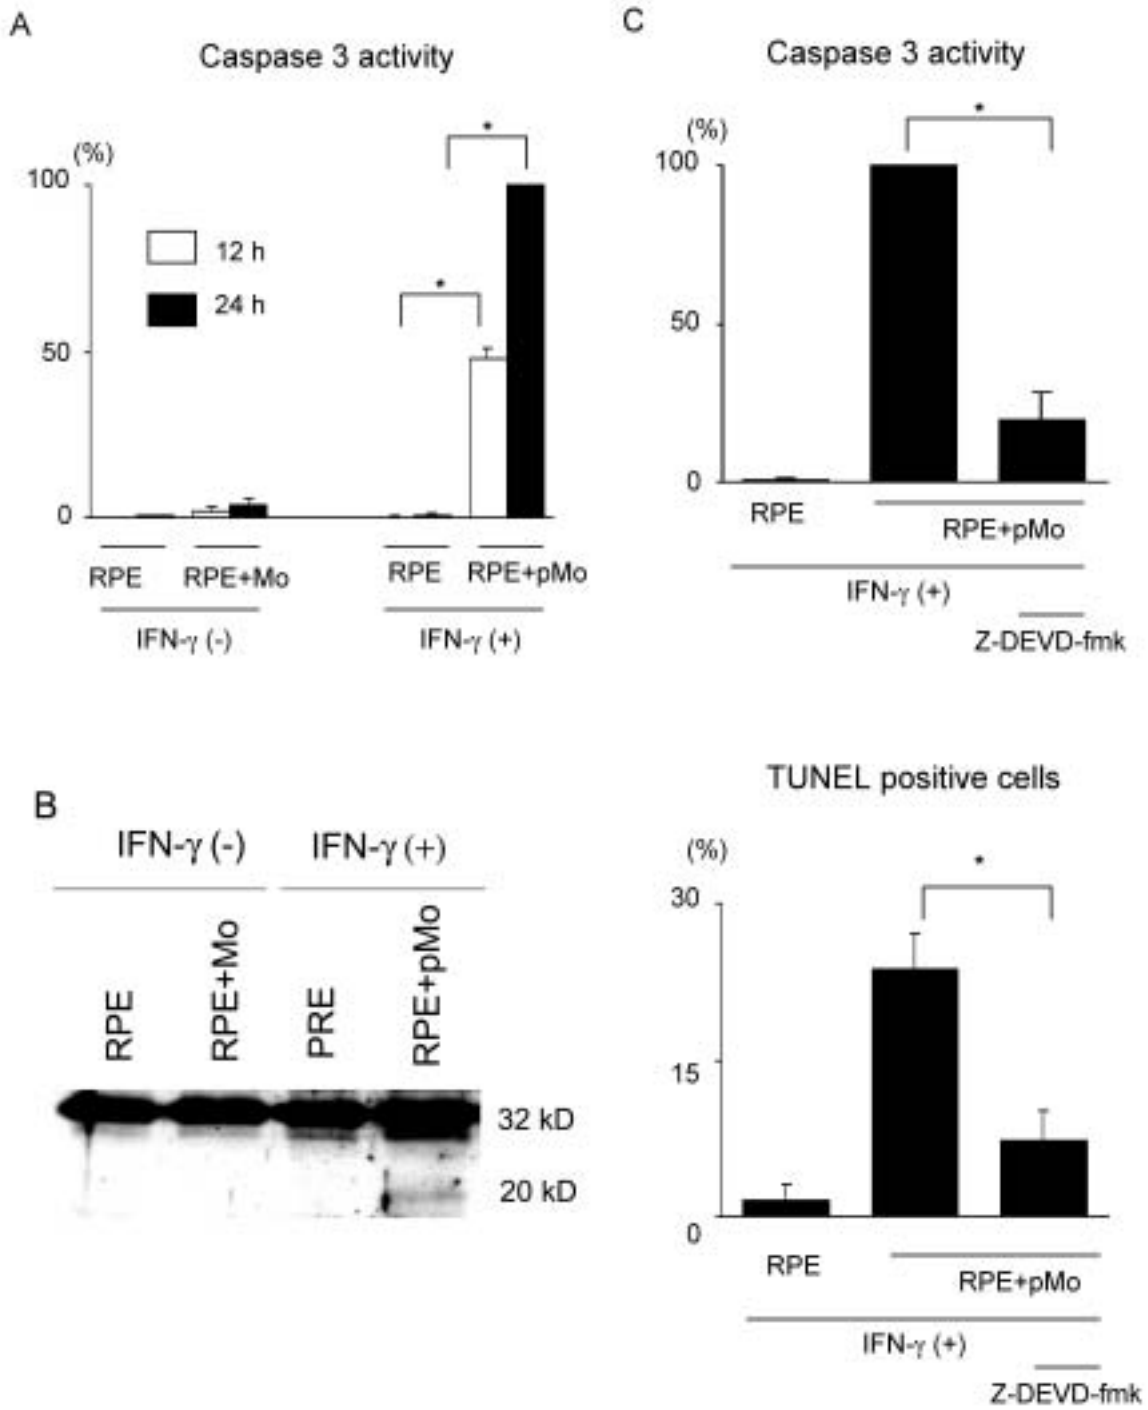 A
Caspase 3 activity
(%)
100
50
0
12 h
24 h
*
*
RPE
RPE+Mo
RPE
RPE+pMo
IFN-γ (-)
IFN-γ (+)
B
IFN-γ (-)
IFN-γ (+)
RPE
RPE+Mo
PRE
RPE+pMo
32 kD
20 kD
C
Caspase 3 activity
(%)
100
50
0
*
RPE
RPE+pMo
IFN-γ (+)
Z-DEVD-fmk
TUNEL positive cells
(%)
30
15
0
*
RPE
RPE+pMo
IFN-γ (+)
Z-DEVD-fmk